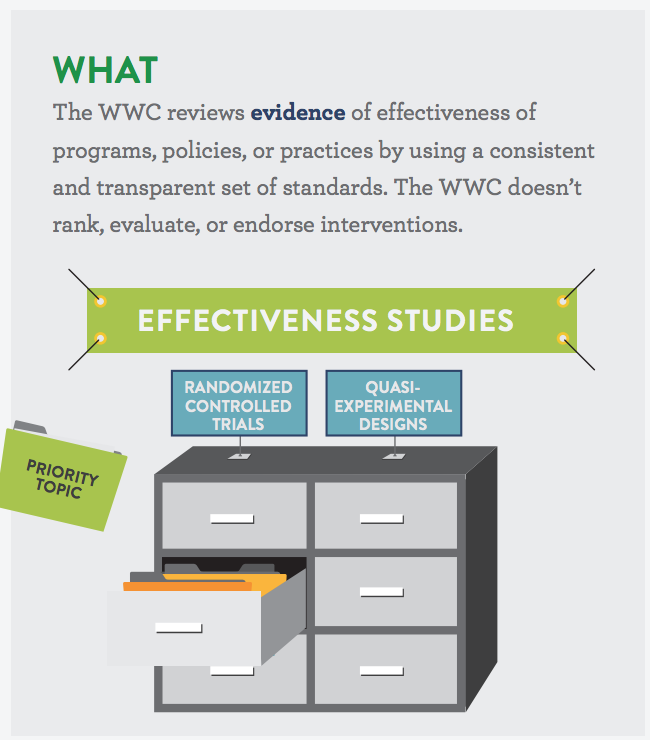 WHAT
The WWC reviews evidence of effectiveness of
programs, policies, or practices by using a consistent
and transparent set of standards. The WWC doesn't
rank, evaluate, or endorse interventions.
EFFECTIVENESS STUDIES
RANDOMIZED
CONTROLLED
TRIALS
QUASI-
EXPERIMENTAL
DESIGNS
PRIORITY
TOPIC